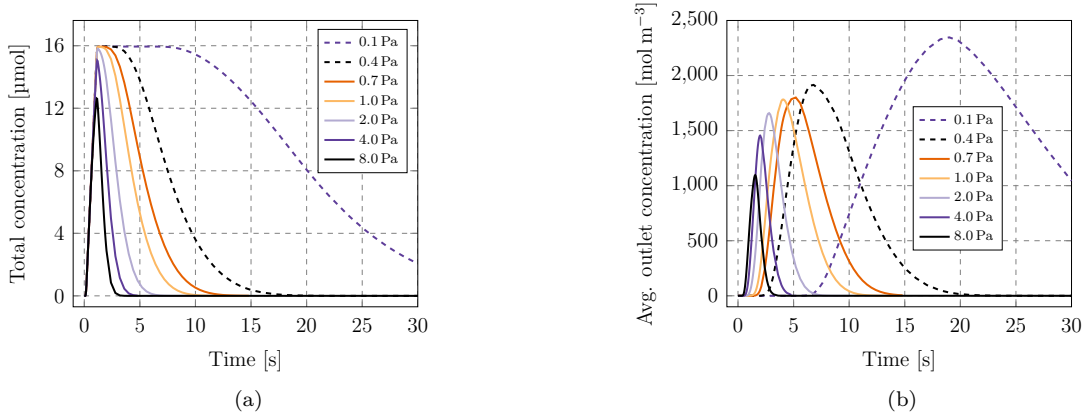 Total concentration [µmol]
20
16
12
8
4
0
0.1 Pa
0.4 Pa
0.7 Pa
1.0 Pa
2.0 Pa
4.0 Pa
8.0 Pa
0 5 10 15 20 25 30
Time [s]
(a)
Avg. outlet concentration [mol m⁻³]
2,500
2,000
1,500
1,000
500
0
0.1 Pa
0.4 Pa
0.7 Pa
1.0 Pa
2.0 Pa
4.0 Pa
8.0 Pa
0 5 10 15 20 25 30
Time [s]
(b)